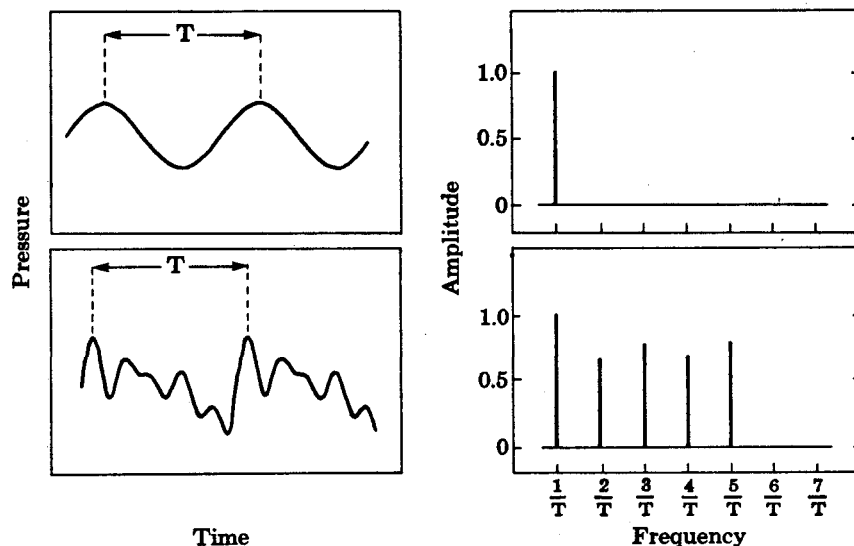 T
Pressure
T
Time
1.0
0.5
0
Amplitude
1.0
0.5
0
1/T 2/T 3/T 4/T 5/T 6/T 7/T
Frequency